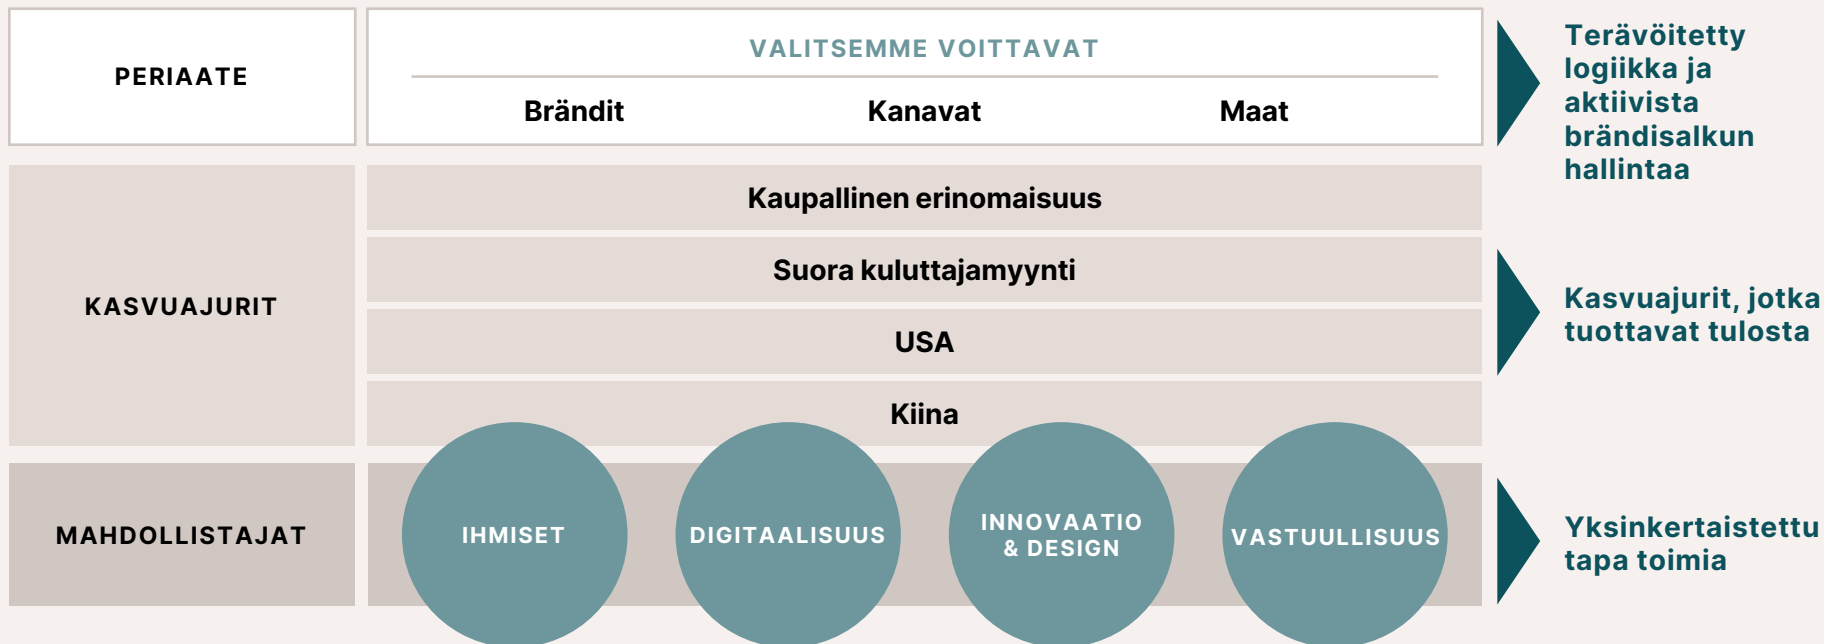 PERIAATE
VALITSEMME VOITTAVAT
Brändit Kanavat Maat
Terävöitetty
logiikka ja
aktiivista
brändisalkun
hallintaa
KASVUAJURIT
Kaupallinen erinomaisuus
Suora kuluttajamyynti
USA
Kiina
Kasvuajurit, jotka
tuottavat tulosta
MAHDOLLISTAJAT
IHMISET
DIGITAALISUUS
INNOVAATIO
& DESIGN
VASTUULLISUUS
Yksinkertaistettu
tapa toimia